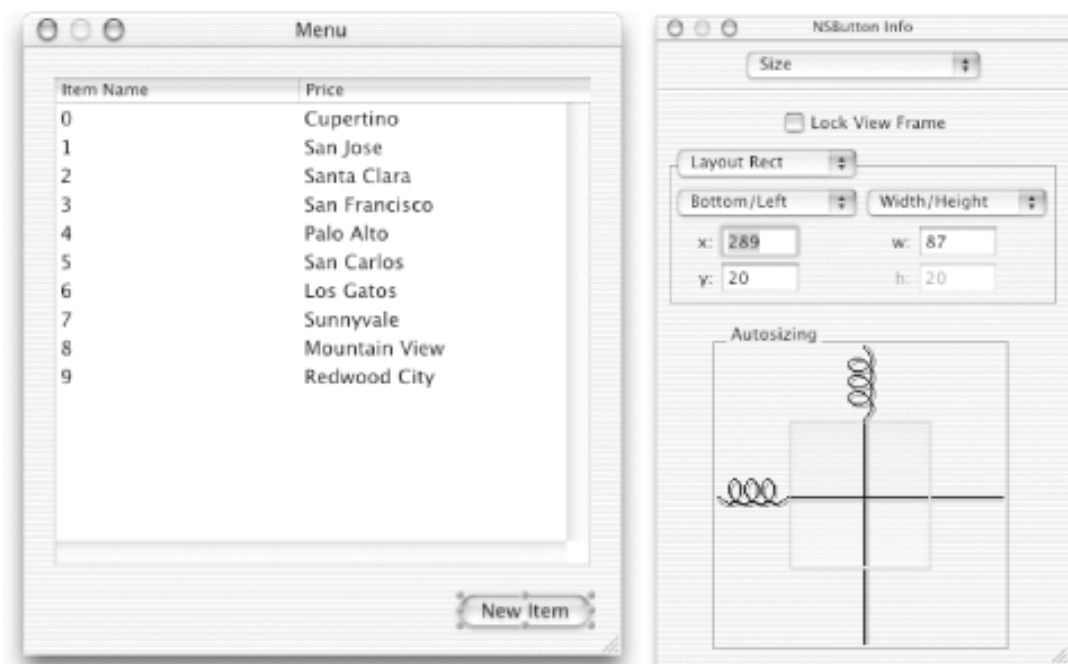 Menu
Item Name Price
0 Cupertino
1 San Jose
2 Santa Clara
3 San Francisco
4 Palo Alto
5 San Carlos
6 Los Gatos
7 Sunnyvale
8 Mountain View
9 Redwood City
New Item
NSButton Info
Size
Lock View Frame
Layout Rect
Bottom/Left Width/Height
x: 289 w: 87
y: 20 h: 20
Autosizing